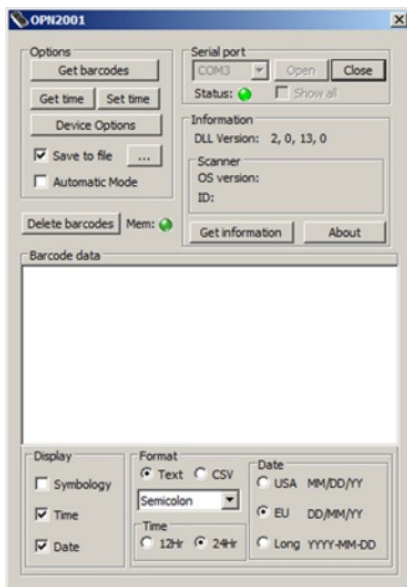 OPN2001
Options
Get barcodes
Get time Set time
Device Options
Save to file ...
Automatic Mode
Delete barcodes Mem:
Serial port
COM3 Open Close
Status: Show all
Information
DLL Version: 2, 0, 13, 0
Scanner
OS version:
ID:
Get information About
Barcode data
Display
Symbology
Time
Date
Format
Text CSV
Semicolon
Time
12Hr 24Hr
Date
USA MM/DD/YY
EU DD/MM/YY
Long YYYY-MM-DD